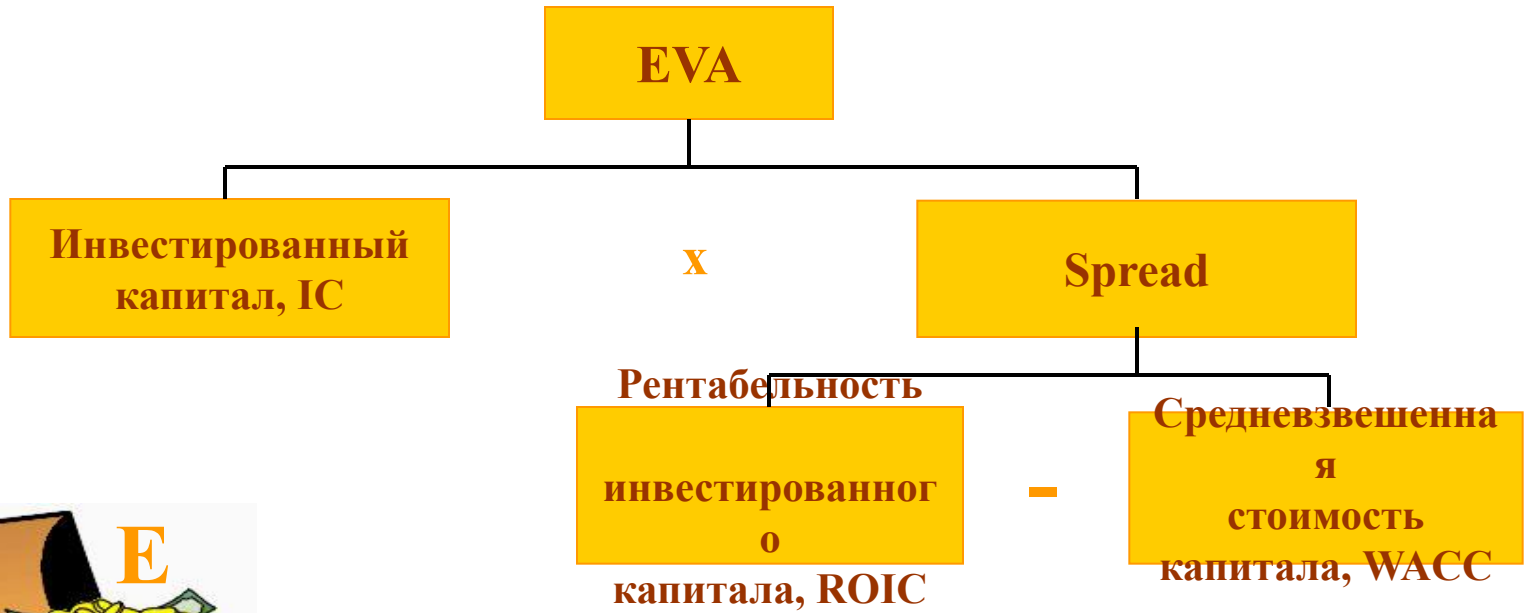 EVA
Инвестированный
капитал, IC
x
Spread
Рентабельность
инвестированног
о
капитала, ROIC
-
Средневзвешенна
я
стоимость
капитала, WACC
E